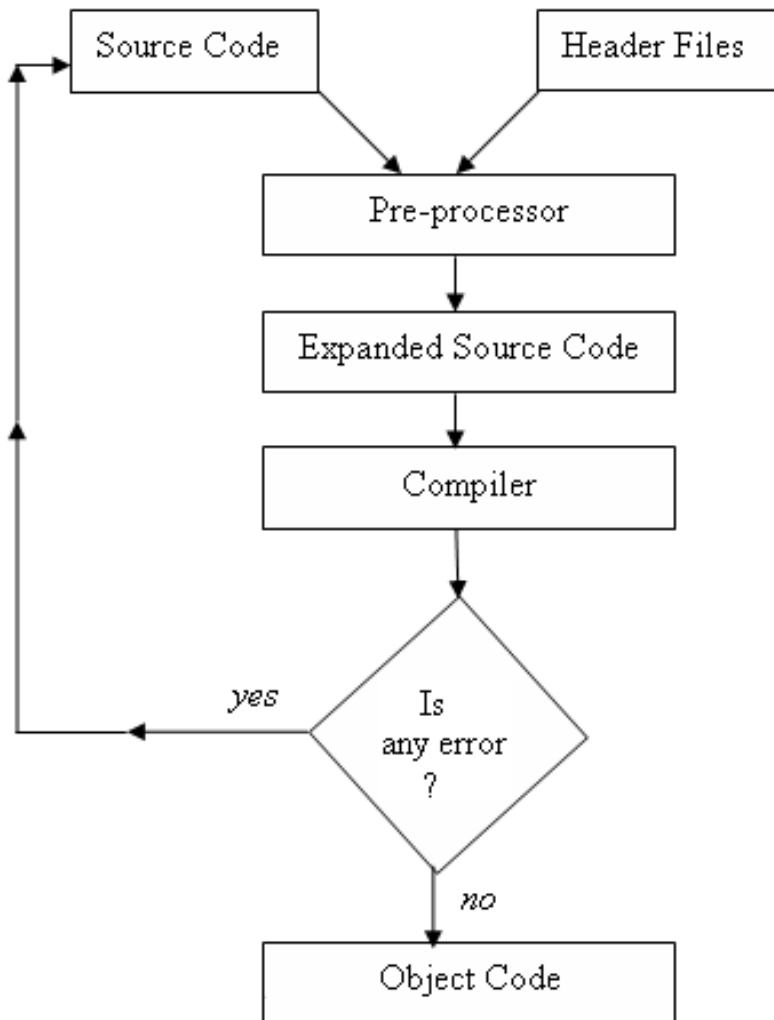 Source Code
Header Files
Pre-processor
Expanded Source Code
Compiler
Is
any error
?
yes
no
Object Code